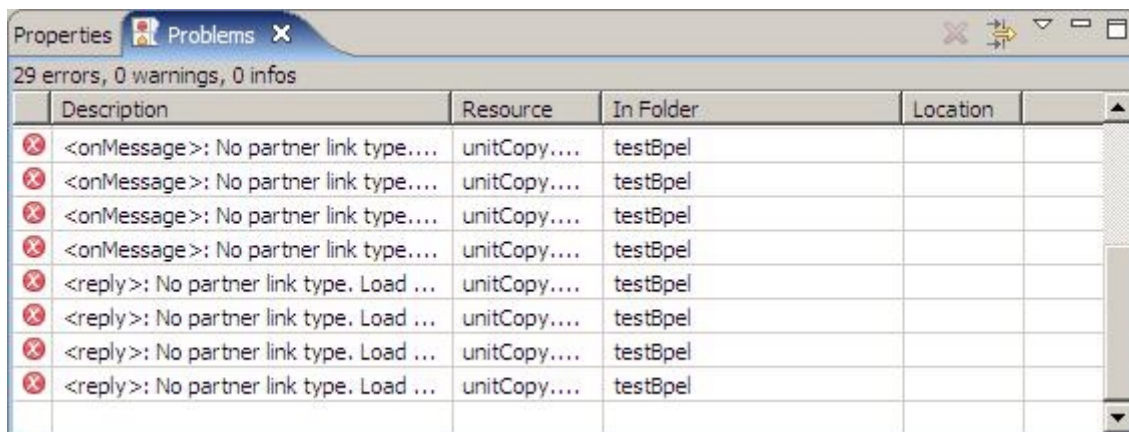 Properties Problems
29 errors, 0 warnings, 0 infos
Description Resource In Folder Location
<onMessage>: No partner link type.... unitCopy.... testBpel
<onMessage>: No partner link type.... unitCopy.... testBpel
<onMessage>: No partner link type.... unitCopy.... testBpel
<onMessage>: No partner link type.... unitCopy.... testBpel
<reply>: No partner link type. Load ... unitCopy.... testBpel
<reply>: No partner link type. Load ... unitCopy.... testBpel
<reply>: No partner link type. Load ... unitCopy.... testBpel
<reply>: No partner link type. Load ... unitCopy.... testBpel